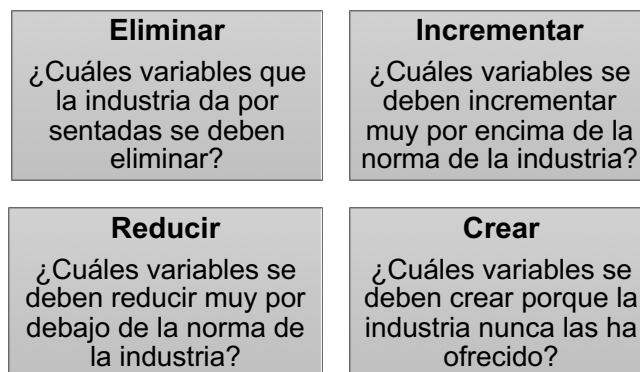 Eliminar
¿Cuáles variables que
la industria da por
sentadas se deben
eliminar?
Incrementar
¿Cuáles variables se
deben incrementar
muy por encima de la
norma de la industria?
Reducir
¿Cuáles variables se
deben reducir muy por
debajo de la norma de
la industria?
Crear
¿Cuáles variables se
deben crear porque la
industria nunca las ha
ofrecido?